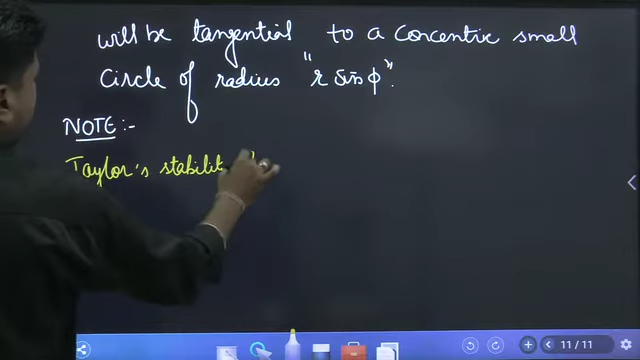 will be tangential to a concentric small
circle of radius "r sin ϕ".
NOTE :-
Taylor's stabilit
11 / 11